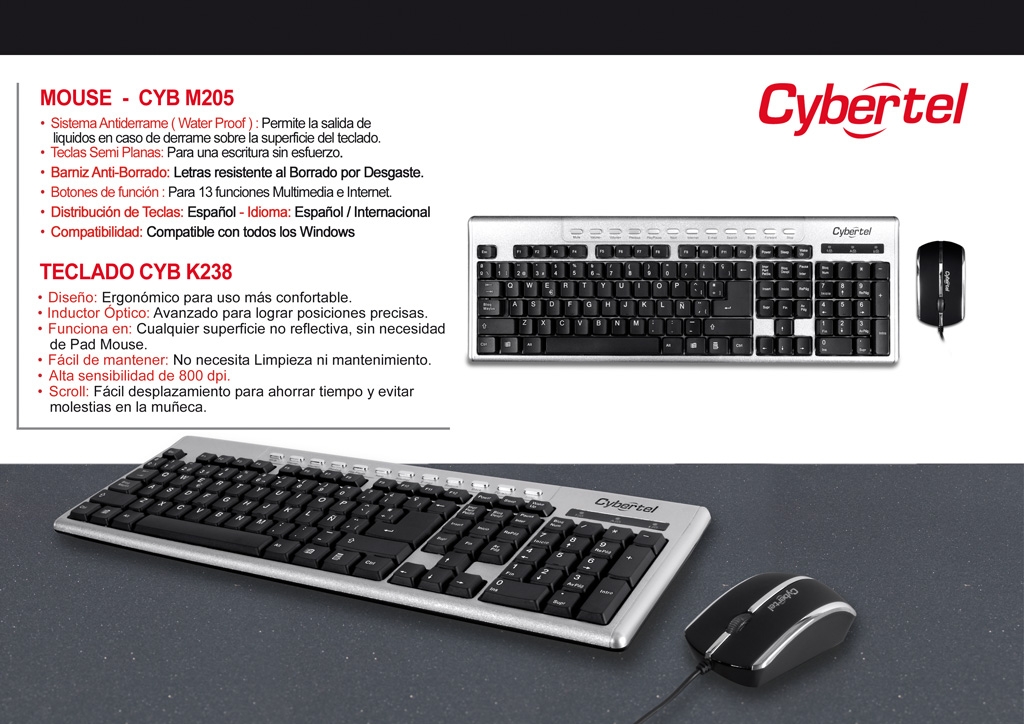 MOUSE - CYB M205
• Sistema Antiderrame ( Water Proof ) : Permite la salida de
liquidos en caso de derrame sobre la superficie del teclado.
• Teclas Semi Planas: Para una escritura sin esfuerzo.
• Barniz Anti-Borrado: Letras resistente al Borrado por Desgaste.
• Botones de función : Para 13 funciones Multimedia e Internet.
• Distribución de Teclas: Español - Idioma: Español / Internacional
• Compatibilidad: Compatible con todos los Windows
TECLADO CYB K238
• Diseño: Ergonómico para uso más confortable.
• Inductor Óptico: Avanzado para lograr posiciones precisas.
• Funciona en: Cualquier superficie no reflectiva, sin necesidad
de Pad Mouse.
• Fácil de mantener: No necesita Limpieza ni mantenimiento.
• Alta sensibilidad de 800 dpi.
• Scroll: Fácil desplazamiento para ahorrar tiempo y evitar
molestias en la muñeca.
Cybertel
Cybertel
Q W E R T Y U I O P
A S D F G H J K L Ñ
Z X C V B N M
Cybertel
Cybertel
Cybertel